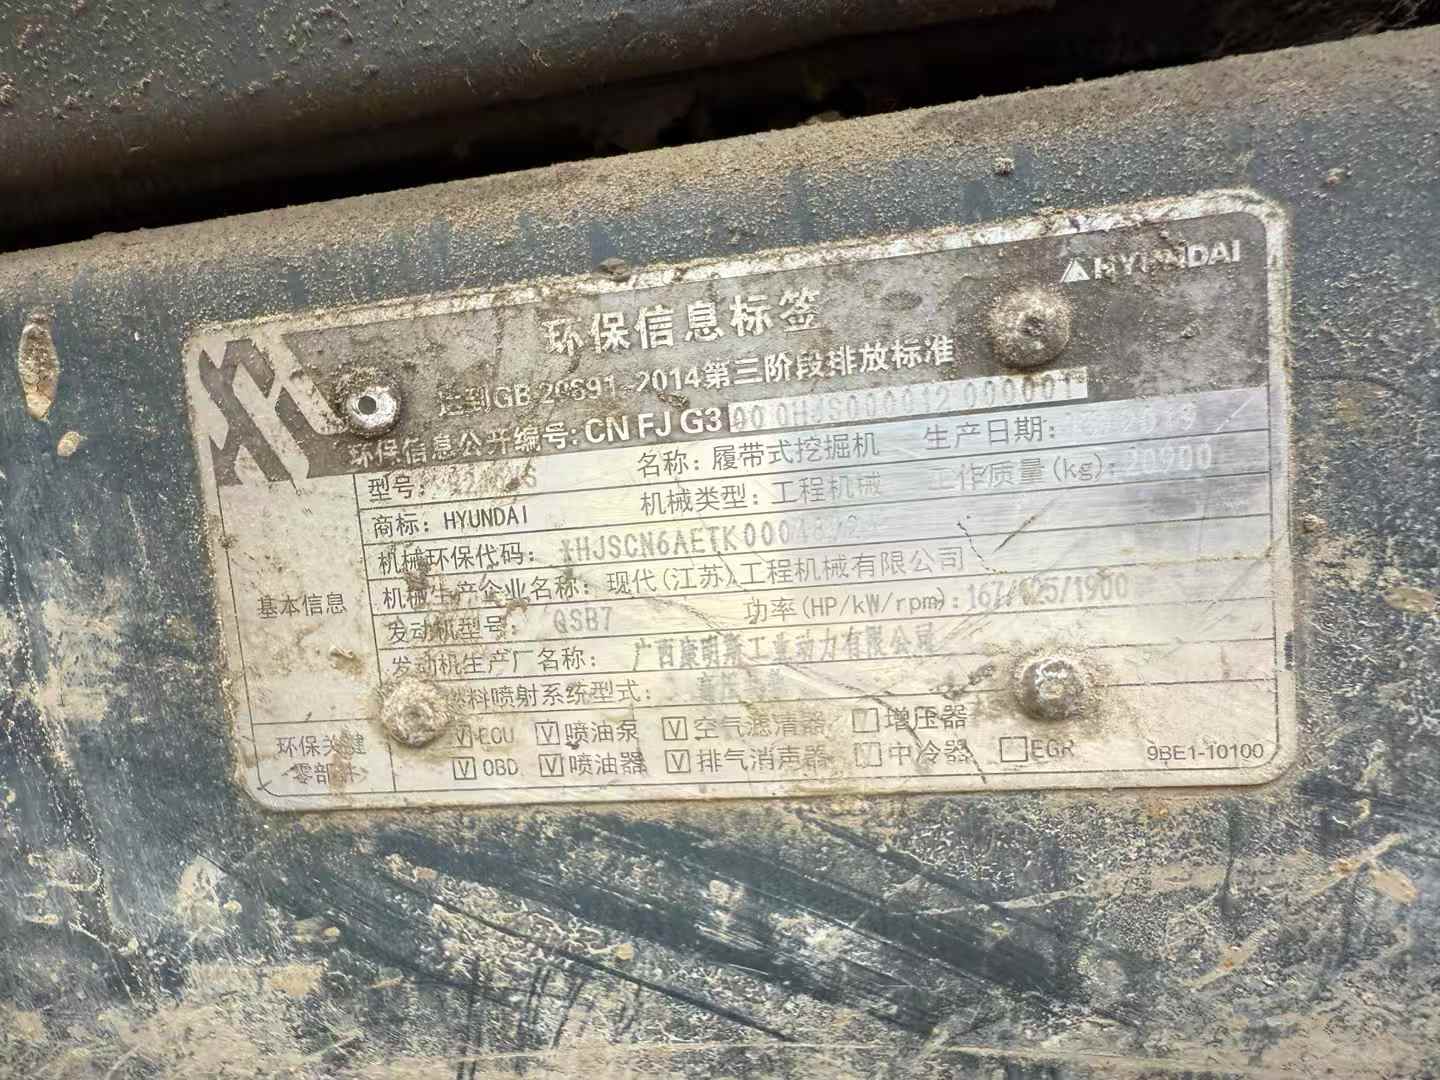 HYUNDAI
环保信息标签
达到GB 20891-2014第三阶段排放标准
环保信息公开编号: CN FJ G3 000HJS000012 000001
型号: 名称: 履带式挖掘机 生产日期:
商标: HYUNDAI 机械类型: 工程机械 工作质量(kg): 20900
机械环保代码:
机械生产企业名称: 现代(江苏)工程机械有限公司
发动机型号: QSB7 功率(HP/kW/rpm): 167/125/1900
发动机生产厂名称: 广西康明斯工业动力有限公司
燃料喷射系统型式:
基本信息
环保关键零部件
V ECU V 喷油泵 V 空气滤清器 V 增压器
V OBD V 喷油器 V 排气消声器 V 中冷器 □ EGR
9BE1-10100